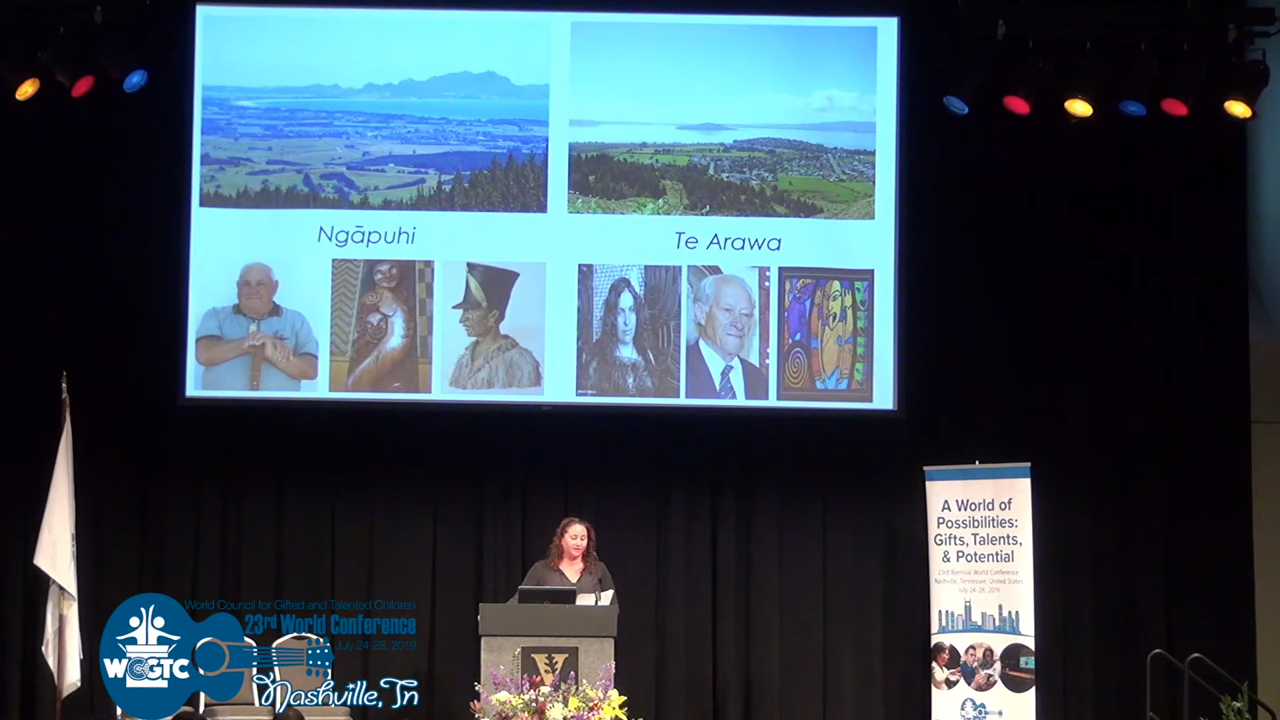 Ngāpuhi
Te Arawa
A World of
Possibilities:
Gifts, Talents,
& Potential
23rd Biennial World Conference
Nashville, Tennessee, United States
July 24-28, 2019
World Council for Gifted and Talented Children
23rd World Conference
July 24-28, 2019
WCGTC
Nashville, Tn
V